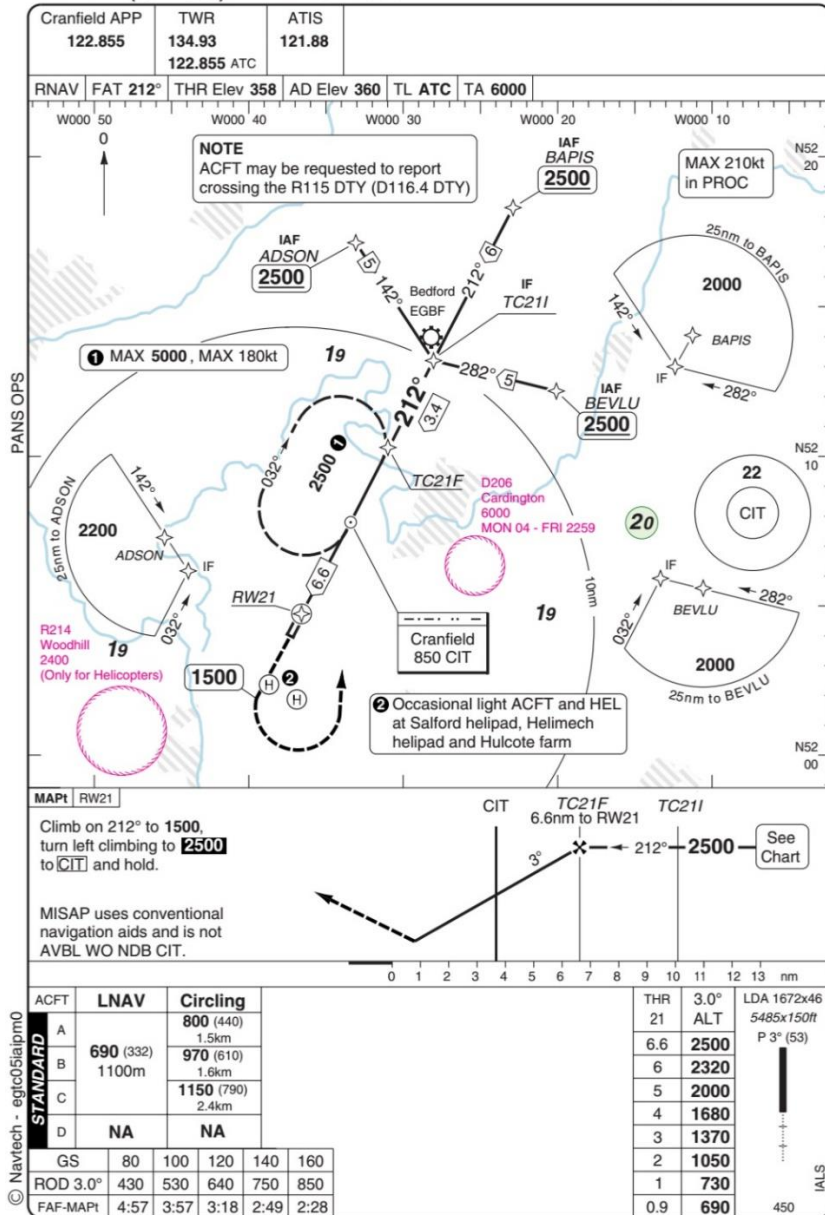 Cranfield APP TWR ATIS
122.855 134.93 121.88
122.855 ATC
RNAV FAT 212° THR Elev 358 AD Elev 360 TL ATC TA 6000
W000 50 W000 40 W000 30 W000 20 W000 10
0
NOTE
ACFT may be requested to report
crossing the R115 DTY (D116.4 DTY)
IAF
BAPIS
2500
MAX 210kt
in PROC
N52
20
IAF
ADSON
2500
5
142°
6
212°
Bedford
EGBF
IF
TC21I
25nm to BAPIS
2000
142°
BAPIS
IF
282°
1 MAX 5000, MAX 180kt
19
282° 5
IAF
BEVLU
2500
212°
3.4
PANS OPS
032°
2500 1
TC21F
N52
10
D206
Cardington
6000
MON 04 - FRI 2259
20
22
CIT
25nm to ADSON
142°
2200
ADSON
IF
032°
6.6
RW21
10nm
Cranfield
850 CIT
19
IF
282°
BEVLU
032°
2000
25nm to BEVLU
R214
Woodhill
2400
(Only for Helicopters)
19
1500
2
H
H
2 Occasional light ACFT and HEL
at Salford helipad, Helimech
helipad and Hulcote farm
N52
00
MAPt RW21
Climb on 212° to 1500,
turn left climbing to 2500
to CIT and hold.
MISAP uses conventional
navigation aids and is not
AVBL WO NDB CIT.
CIT TC21F TC21I
6.6nm to RW21
3°
212° 2500
See
Chart
0 1 2 3 4 5 6 7 8 9 10 11 12 13 nm
ACFT LNAV Circling
STANDARD
A 800 (440)
1.5km
690 (332)
1100m
B 970 (610)
1.6km
C 1150 (790)
2.4km
D NA NA
GS 80 100 120 140 160
ROD 3.0° 430 530 640 750 850
FAF-MAPt 4:57 3:57 3:18 2:49 2:28
THR 3.0°
21 ALT
6.6 2500
6 2320
5 2000
4 1680
3 1370
2 1050
1 730
0.9 690
LDA 1672x46
5485x150ft
P 3° (53)
IALS
450
© Navtech - egtc05iaipm0